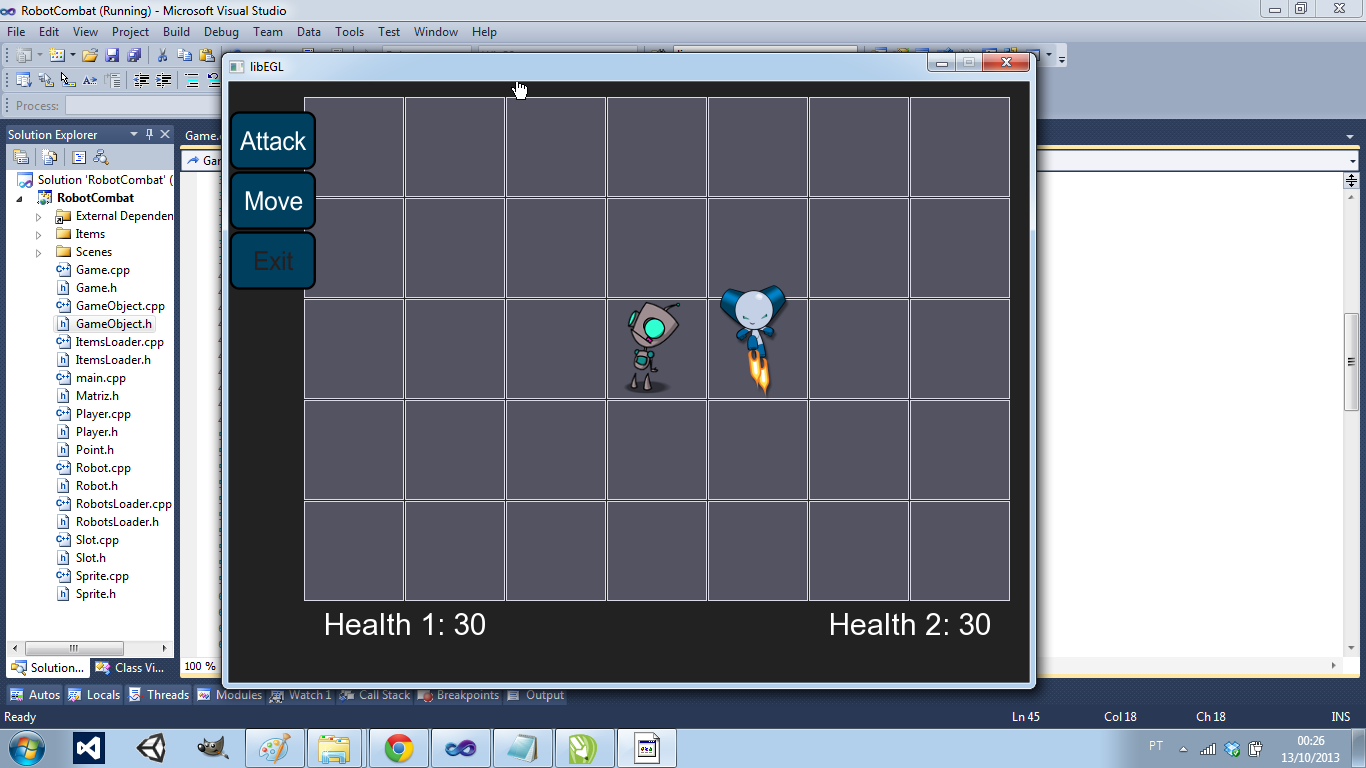 RobotCombat (Running) - Microsoft Visual Studio
File Edit View Project Build Debug Team Data Tools Test Window Help
libEGL
Process:
Solution Explorer
Game.
Gan
Solution 'RobotCombat' (
RobotCombat
External Dependen
Items
Scenes
Game.cpp
Game.h
GameObject.cpp
GameObject.h
ItemsLoader.cpp
ItemsLoader.h
main.cpp
Matriz.h
Player.cpp
Player.h
Point.h
Robot.cpp
Robot.h
RobotsLoader.cpp
RobotsLoader.h
Slot.cpp
Slot.h
Sprite.cpp
Sprite.h
Attack
Move
Exit
Health 1: 30 Health 2: 30
Solution... Class Vi... 100 %
Autos Locals Threads Modules Watch 1 Call Stack Breakpoints Output
Ready Ln 45 Col 18 Ch 18 INS
PT 00:26
13/10/2013